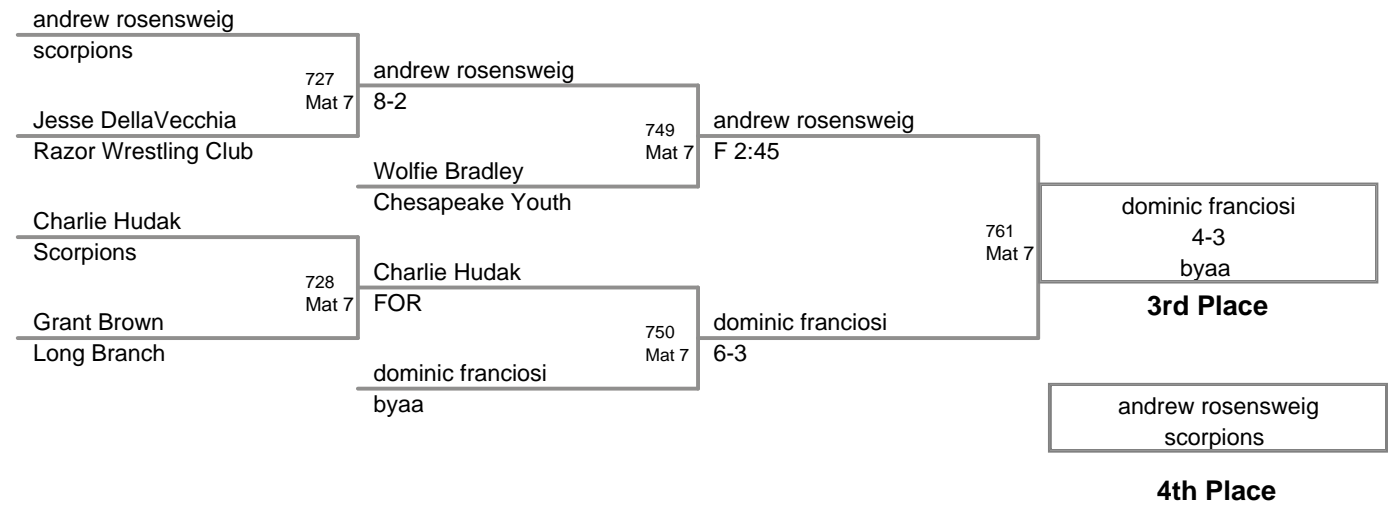 andrew rosensweig
scorpions
727
Mat 7
andrew rosensweig
8-2
Jesse DellaVecchia
Razor Wrestling Club
749
Mat 7
andrew rosensweig
F 2:45
Wolfie Bradley
Chesapeake Youth
Charlie Hudak
Scorpions
728
Mat 7
Charlie Hudak
FOR
Grant Brown
Long Branch
750
Mat 7
dominic franciosi
6-3
dominic franciosi
byaa
761
Mat 7
dominic franciosi
4-3
byaa
3rd Place
andrew rosensweig
scorpions
4th Place